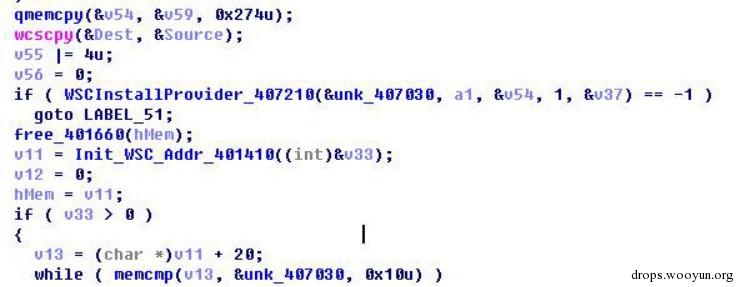 qmemcpy(&v54, &v59, 0x274u);
wcscpy(&Dest, &Source);
v55 |= 4u;
v56 = 0;
if ( WSCInstallProvider_407210(&unk_407030, a1, &v54, 1, &v37) == -1 )
goto LABEL_51;
free_401660(hMem);
v11 = Init_WSC_Addr_401410((int)&v33);
v12 = 0;
hMem = v11;
if ( v33 > 0 )
{
v13 = (char *)v11 + 20;
while ( memcmp(v13, &unk_407030, 0x10u) )
drops.wooyun.org